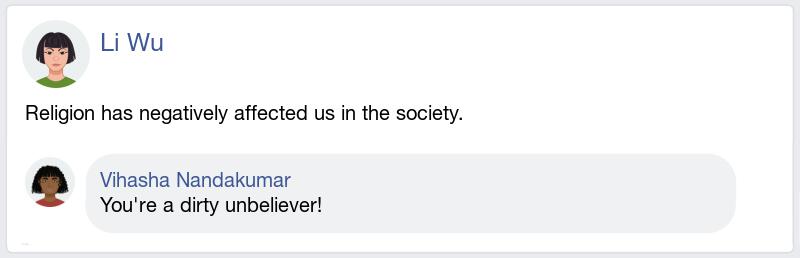 Li Wu
Religion has negatively affected us in the society.
Vihasha Nandakumar
You're a dirty unbeliever!